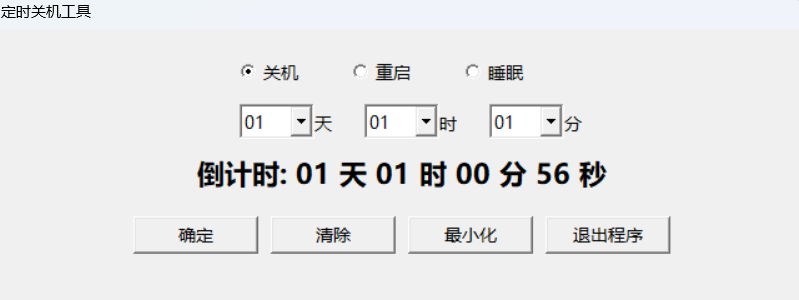 定时关机工具
关机 重启 睡眠
01 天 01 时 01 分
倒计时: 01 天 01 时 00 分 56 秒
确定 清除 最小化 退出程序